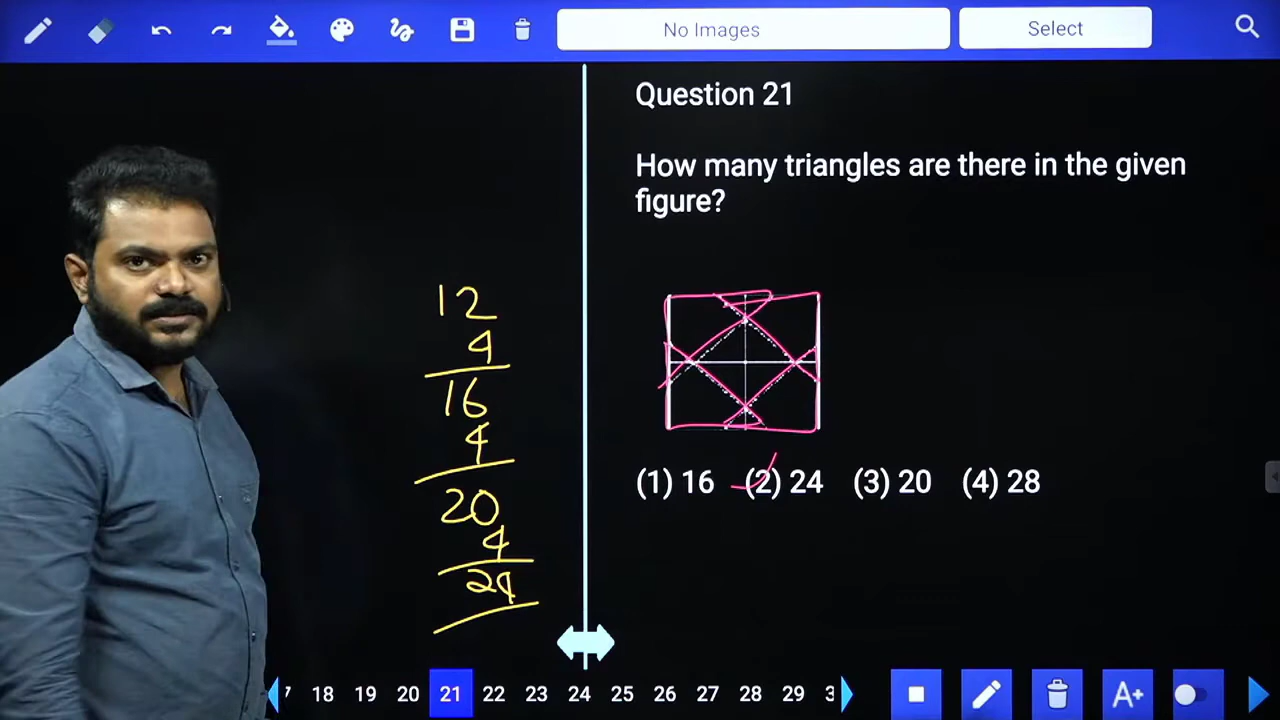 No Images
Select
Question 21
How many triangles are there in the given
figure?
12
4
16
4
20
4
24
(1) 16 (2) 24 (3) 20 (4) 28
18 19 20 21 22 23 24 25 26 27 28 29
A+